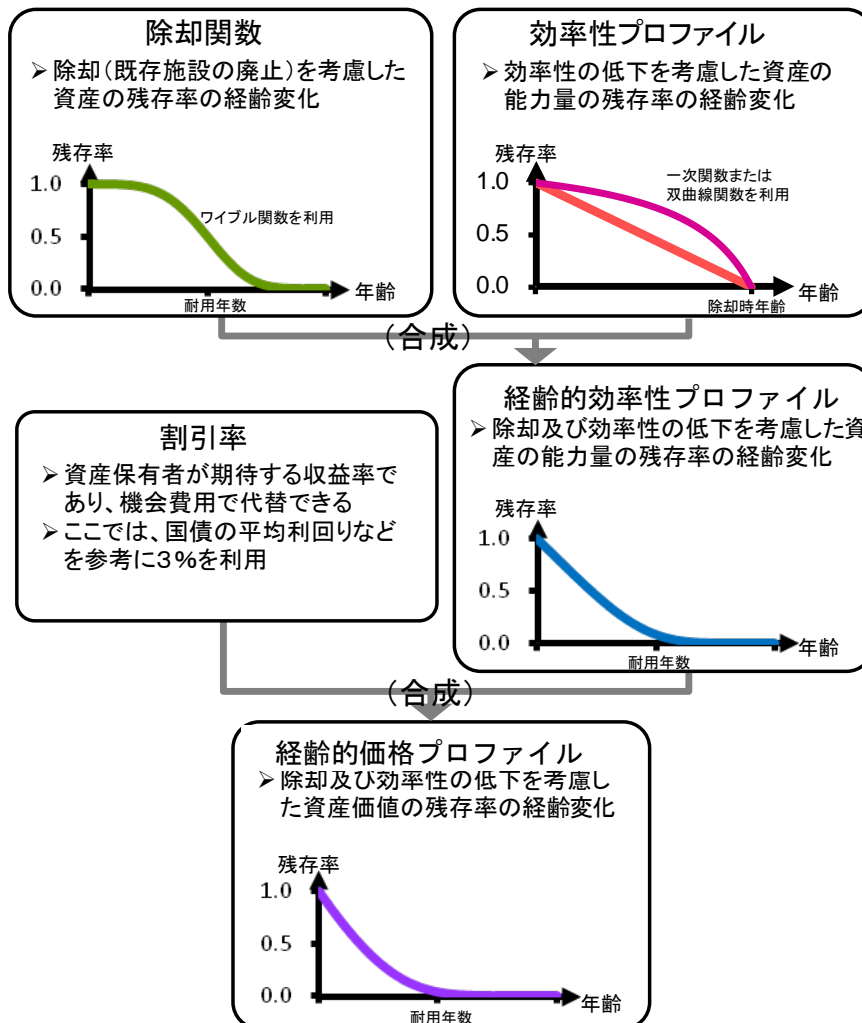 除却関数
➢ 除却（既存施設の廃止）を考慮した
資産の残存率の経齢変化
残存率
1.0
0.5
0.0
ワイブル関数を利用
耐用年数
年齢
効率性プロファイル
➢ 効率性の低下を考慮した資産の
能力量の残存率の経齢変化
残存率
1.0
0.5
0.0
一次関数または
双曲線関数を利用
除却時年齢
年齢
（合成）
経齢的効率性プロファイル
➢ 除却及び効率性の低下を考慮した資
産の能力量の残存率の経齢変化
残存率
1.0
0.5
0.0
耐用年数
年齢
割引率
➢ 資産保有者が期待する収益率で
あり、機会費用で代替できる
➢ ここでは、国債の平均利回りなど
を参考に３％を利用
（合成）
経齢的価格プロファイル
➢ 除却及び効率性の低下を考慮し
た資産価値の残存率の経齢変化
残存率
1.0
0.5
0.0
耐用年数
年齢